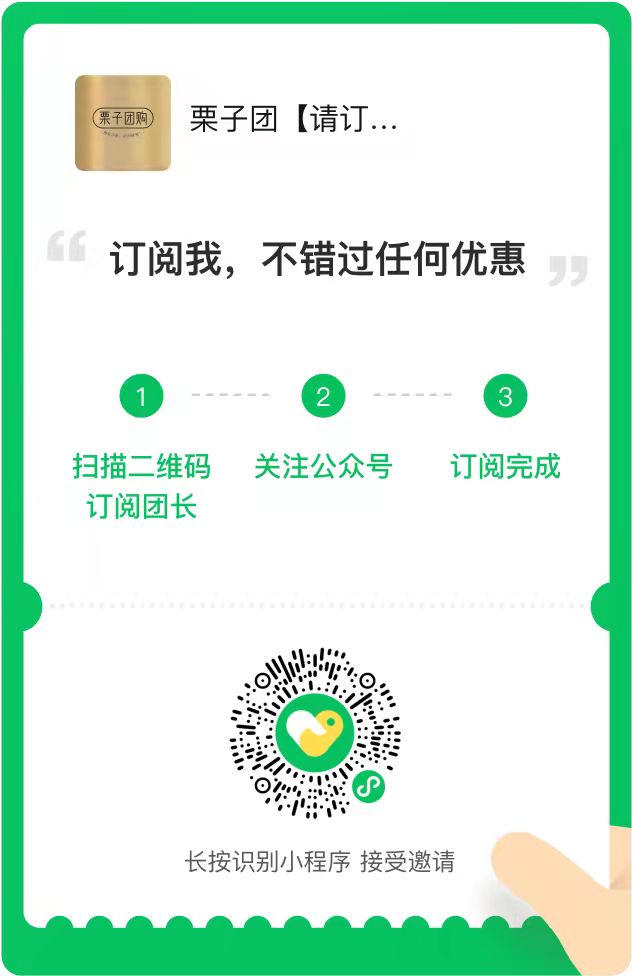 栗子团购
栗子团【请订...
订阅我，不错过任何优惠
1
2
3
扫描二维码
订阅团长
关注公众号
订阅完成
长按识别小程序 接受邀请